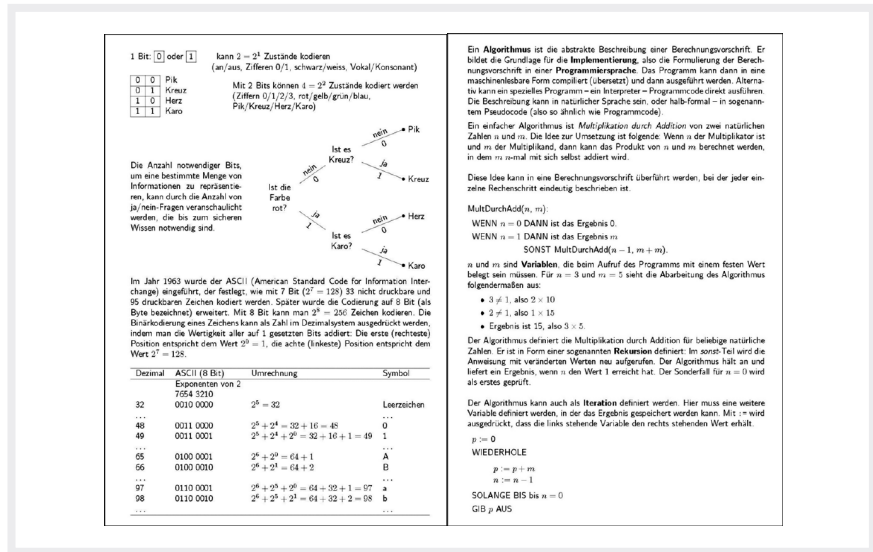 1 Bit: 0 oder 1 kann 2 = 2¹ Zustände kodieren
(an/aus, Ziffern 0/1, schwarz/weiss, Vokal/Konsonant)
0 0 Pik
0 1 Kreuz
1 0 Herz
1 1 Karo
Mit 2 Bits können 4 = 2² Zustände kodiert werden
(Ziffern 0/1/2/3, rot/gelb/grün/blau,
Pik/Kreuz/Herz/Karo)
Die Anzahl notwendiger Bits,
um eine bestimmte Menge von
Informationen zu repräsentie-
ren, kann durch die Anzahl von
ja/nein-Fragen veranschaulicht
werden, die bis zum sicheren
Wissen notwendig sind.
Ist die
Farbe
rot?
nein
0
Ist es
Kreuz?
nein
0
Pik
ja
1
Kreuz
ja
1
Ist es
Karo?
nein
0
Herz
ja
1
Karo
Im Jahr 1963 wurde der ASCII (American Standard Code for Information Inter-
change) eingeführt, der festlegt, wie mit 7 Bit (2⁷ = 128) 33 nicht druckbare und
95 druckbaren Zeichen kodiert werden. Später wurde die Codierung auf 8 Bit (als
Byte bezeichnet) erweitert. Mit 8 Bit kann man 2⁸ = 256 Zeichen kodieren. Die
Binärkodierung eines Zeichens kann als Zahl im Dezimalsystem ausgedrückt werden,
indem man die Wertigkeit aller auf 1 gesetzten Bits addiert: Die erste (rechteste)
Position entspricht dem Wert 2⁰ = 1, die achte (linkeste) Position entspricht dem
Wert 2⁷ = 128.
Dezimal ASCII (8 Bit) Umrechnung Symbol
Exponenten von 2
7654 3210
32 0010 0000 2⁵ = 32 Leerzeichen
... ...
48 0011 0000 2⁵ + 2⁴ = 32 + 16 = 48 0
49 0011 0001 2⁵ + 2⁴ + 2⁰ = 32 + 16 + 1 = 49 1
... ...
65 0100 0001 2⁶ + 2⁰ = 64 + 1 A
66 0100 0010 2⁶ + 2¹ = 64 + 2 B
... ...
97 0110 0001 2⁶ + 2⁵ + 2⁰ = 64 + 32 + 1 = 97 a
98 0110 0010 2⁶ + 2⁵ + 2¹ = 64 + 32 + 2 = 98 b
... ...
Ein Algorithmus ist die abstrakte Beschreibung einer Berechnungsvorschrift. Er
bildet die Grundlage für die Implementierung, also die Formulierung der Berech-
nungsvorschrift in einer Programmiersprache. Das Programm kann dann in eine
maschinenlesbare Form compiliert (übersetzt) und dann ausgeführt werden. Alterna-
tiv kann ein spezielles Programm – ein Interpreter – Programmcode direkt ausführen.
Die Beschreibung kann in natürlicher Sprache sein, oder halb-formal – in sogenann-
tem Pseudocode (also so ähnlich wie Programmcode).
Ein einfacher Algorithmus ist Multiplikation durch Addition von zwei natürlichen
Zahlen n und m. Die Idee zur Umsetzung ist folgende: Wenn n der Multiplikator ist
und m der Multiplikand, dann kann das Produkt von n und m berechnet werden,
in dem m n-mal mit sich selbst addiert wird.
Diese Idee kann in eine Berechnungsvorschrift überführt werden, bei der jeder ein-
zelne Rechenschritt eindeutig beschrieben ist.
MultDurchAdd(n, m):
WENN n = 0 DANN ist das Ergebnis 0.
WENN n = 1 DANN ist das Ergebnis m
SONST MultDurchAdd(n − 1, m + m).
n und m sind Variablen, die beim Aufruf des Programms mit einem festen Wert
belegt sein müssen. Für n = 3 und m = 5 sieht die Abarbeitung des Algorithmus
folgendermaßen aus:
• 3 ≠ 1, also 2 × 10
• 2 ≠ 1, also 1 × 15
• Ergebnis ist 15, also 3 × 5.
Der Algorithmus definiert die Multiplikation durch Addition für beliebige natürliche
Zahlen. Er ist in Form einer sogenannten Rekursion definiert: Im sonst-Teil wird die
Anweisung mit veränderten Werten neu aufgerufen. Der Algorithmus hält an und
liefert ein Ergebnis, wenn n den Wert 1 erreicht hat. Der Sonderfall für n = 0 wird
als erstes geprüft.
Der Algorithmus kann auch als Iteration definiert werden. Hier muss eine weitere
Variable definiert werden, in der das Ergebnis gespeichert werden kann. Mit := wird
ausgedrückt, dass die links stehende Variable den rechts stehenden Wert erhält.
p := 0
WIEDERHOLE
p := p + m
n := n − 1
SOLANGE BIS bis n = 0
GIB p AUS